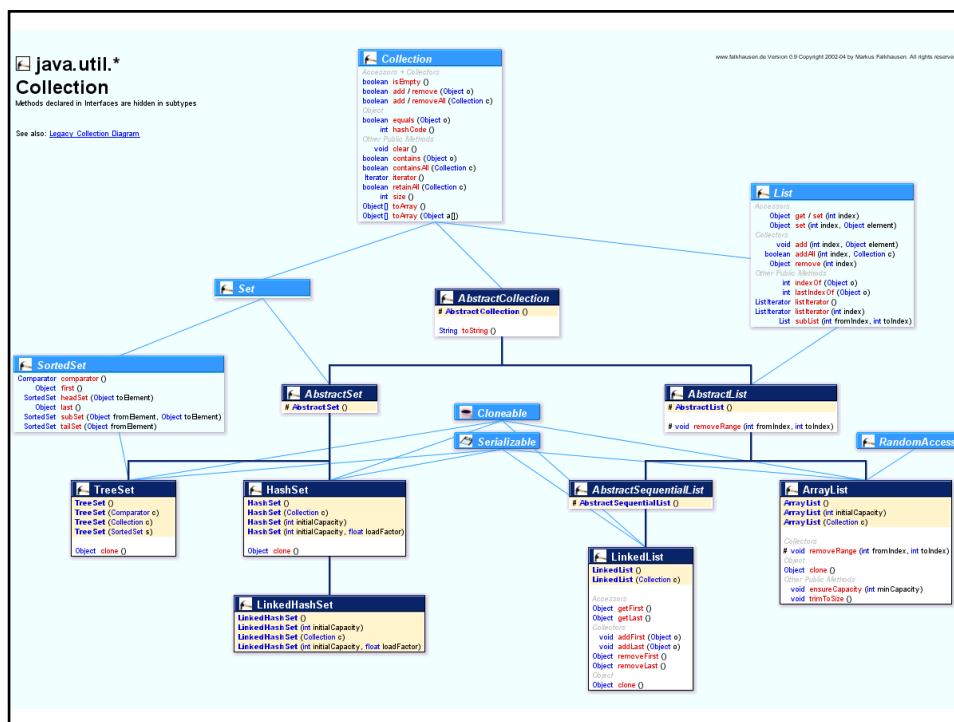 java.util.*
Collection
Methods declared in Interfaces are hidden in subtypes
See also: Legacy Collection Diagram
www.falkhausen.de Version 0.9 Copyright 2002-04 by Markus Falkhausen. All rights reserved
Collection
Accessors + Collectors
boolean isEmpty ()
boolean add / remove (Object o)
boolean add / removeAll (Collection c)
Object
boolean equals (Object o)
int hashCode ()
Other Public Methods
void clear ()
boolean contains (Object o)
boolean containsAll (Collection c)
Iterator iterator ()
boolean retainAll (Collection c)
int size ()
Object[] toArray ()
Object[] toArray (Object a[])
List
Accessors
Object get / set (int index)
Object set (int index, Object element)
Collectors
void add (int index, Object element)
boolean addAll (int index, Collection c)
Object remove (int index)
Other Public Methods
int indexOf (Object o)
int lastIndexOf (Object o)
ListIterator listIterator ()
ListIterator listIterator (int index)
List subList (int fromIndex, int toIndex)
Set
AbstractCollection
# AbstractCollection ()
String toString ()
SortedSet
Comparator comparator ()
Object first ()
SortedSet headSet (Object toElement)
Object last ()
SortedSet subSet (Object fromElement, Object toElement)
SortedSet tailSet (Object fromElement)
AbstractSet
# AbstractSet ()
AbstractList
# AbstractList ()
# void removeRange (int fromIndex, int toIndex)
Cloneable
Serializable
RandomAccess
TreeSet
TreeSet ()
TreeSet (Comparator c)
TreeSet (Collection c)
TreeSet (SortedSet s)
Object clone ()
HashSet
HashSet ()
HashSet (Collection c)
HashSet (int initialCapacity)
HashSet (int initialCapacity, float loadFactor)
Object clone ()
AbstractSequentialList
# AbstractSequentialList ()
ArrayList
ArrayList ()
ArrayList (int initialCapacity)
ArrayList (Collection c)
Collectors
# void removeRange (int fromIndex, int toIndex)
Object
Object clone ()
Other Public Methods
void ensureCapacity (int minCapacity)
void trimToSize ()
LinkedList
LinkedList ()
LinkedList (Collection c)
Accessors
Object getFirst ()
Object getLast ()
Collectors
void addFirst (Object o)
void addLast (Object o)
Object removeFirst ()
Object removeLast ()
Object
Object clone ()
LinkedHashSet
LinkedHashSet ()
LinkedHashSet (int initialCapacity)
LinkedHashSet (Collection c)
LinkedHashSet (int initialCapacity, float loadFactor)